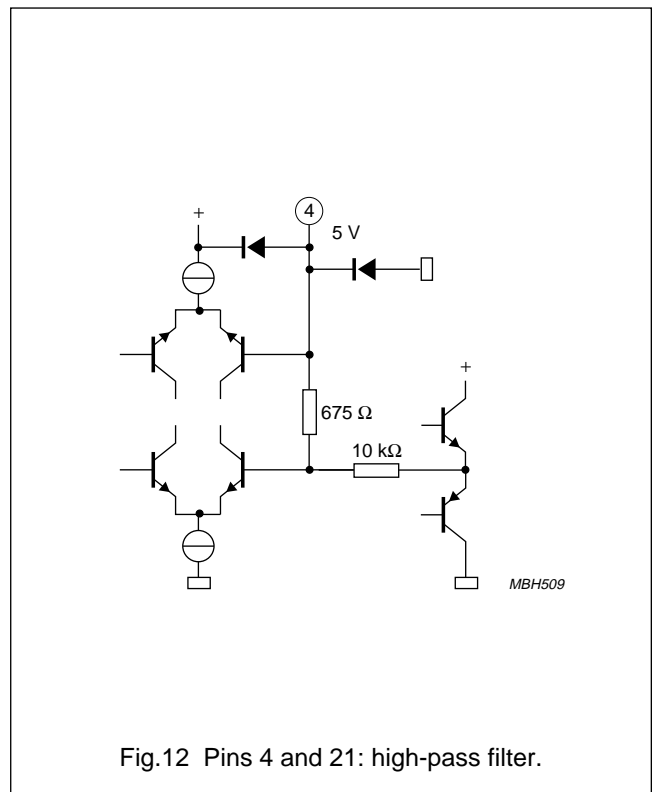 +
4
5 V
+
675 Ω
10 kΩ
MBH509
Fig.12 Pins 4 and 21: high-pass filter.